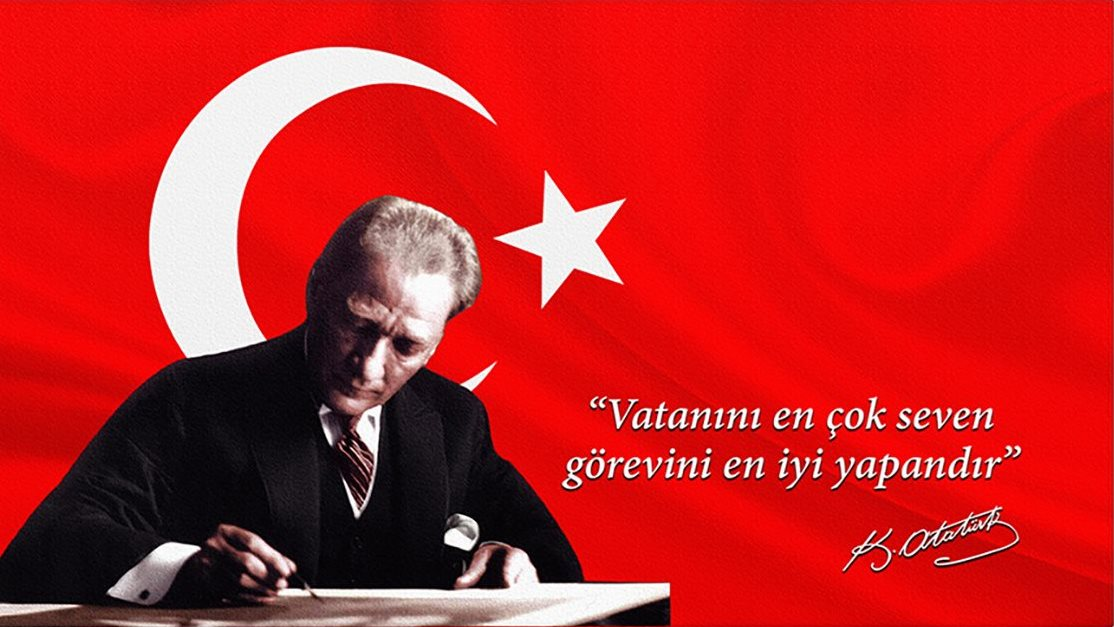 “Vatanını en çok seven
görevini en iyi yapandır”
K. Atatürk